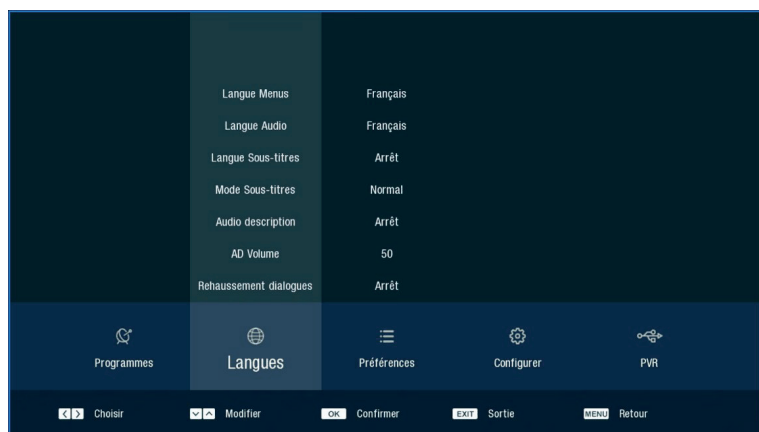 Langue Menus Français
Langue Audio Français
Langue Sous-titres Arrêt
Mode Sous-titres Normal
Audio description Arrêt
AD Volume 50
Rehaussement dialogues Arrêt
Programmes Langues Préférences Configurer PVR
Choisir Modifier OK Confirmer EXIT Sortie MENU Retour